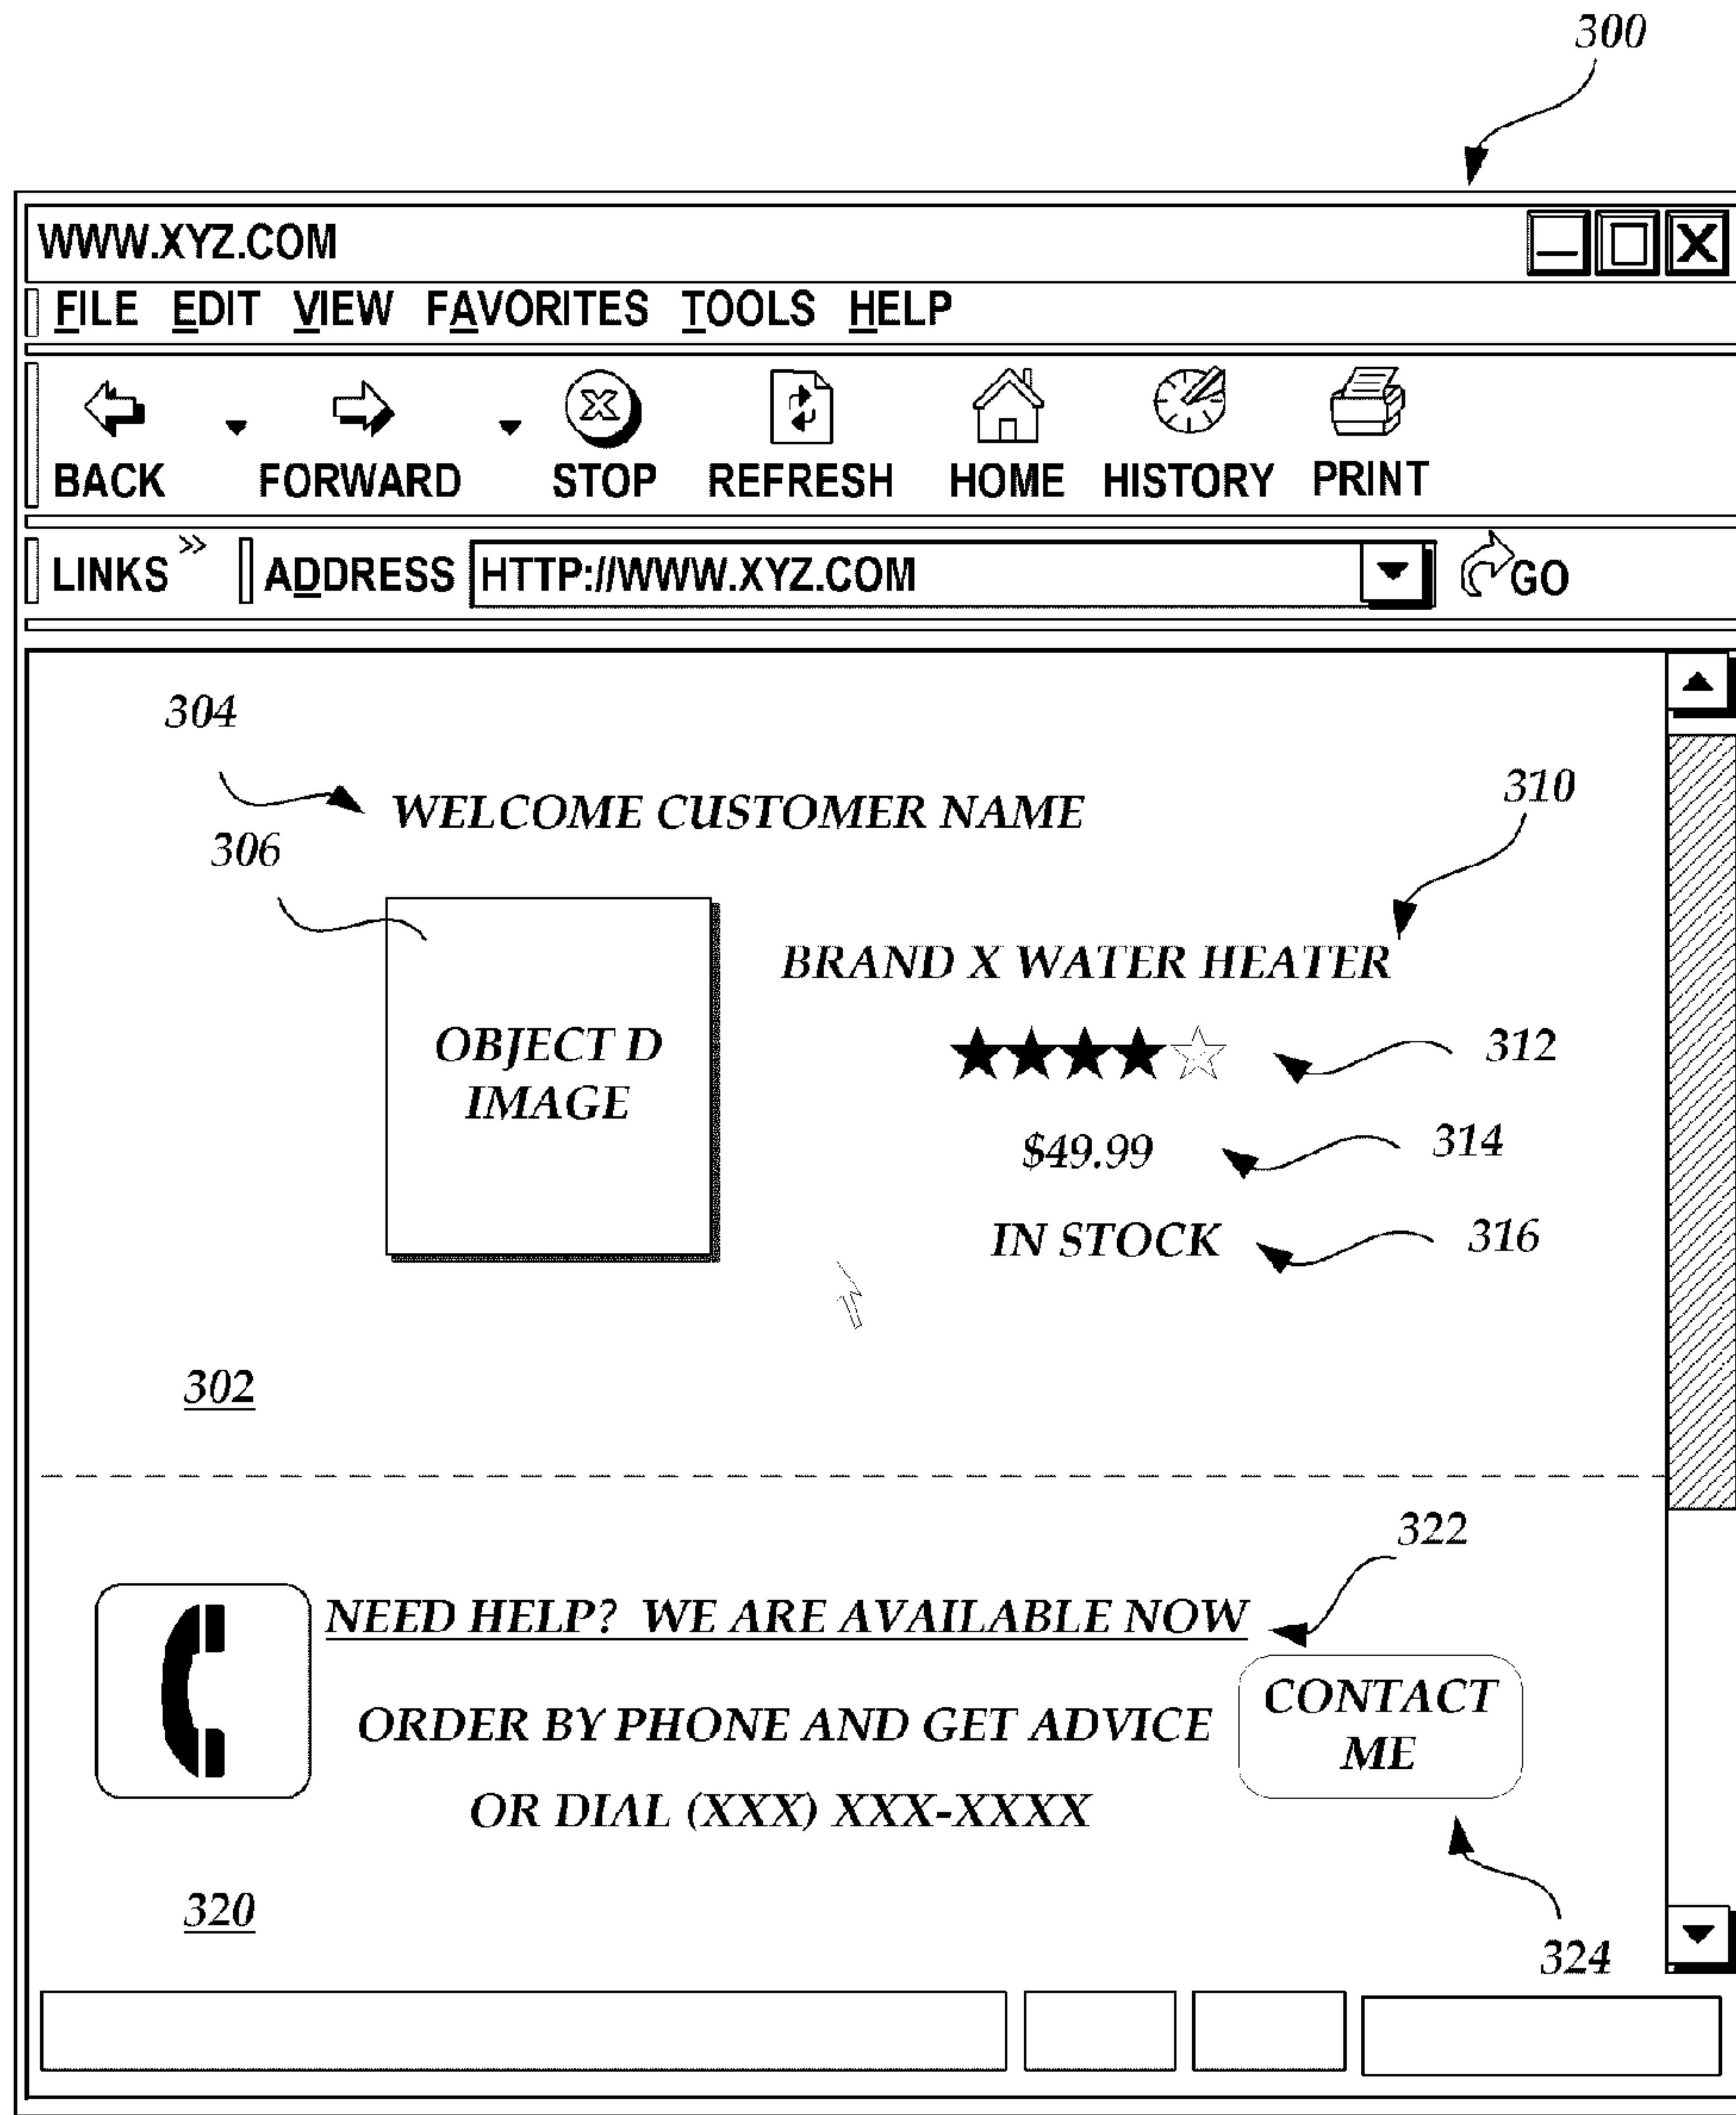 300
WWW.XYZ.COM
FILE EDIT VIEW FAVORITES TOOLS HELP
BACK FORWARD STOP REFRESH HOME HISTORY PRINT
LINKS » ADDRESS HTTP://WWW.XYZ.COM GO
304
WELCOME CUSTOMER NAME
310
306
BRAND X WATER HEATER
OBJECT D
IMAGE
312
$49.99
314
IN STOCK
316
302
322
NEED HELP? WE ARE AVAILABLE NOW
ORDER BY PHONE AND GET ADVICE
OR DIAL (XXX) XXX-XXXX
CONTACT
ME
320
324